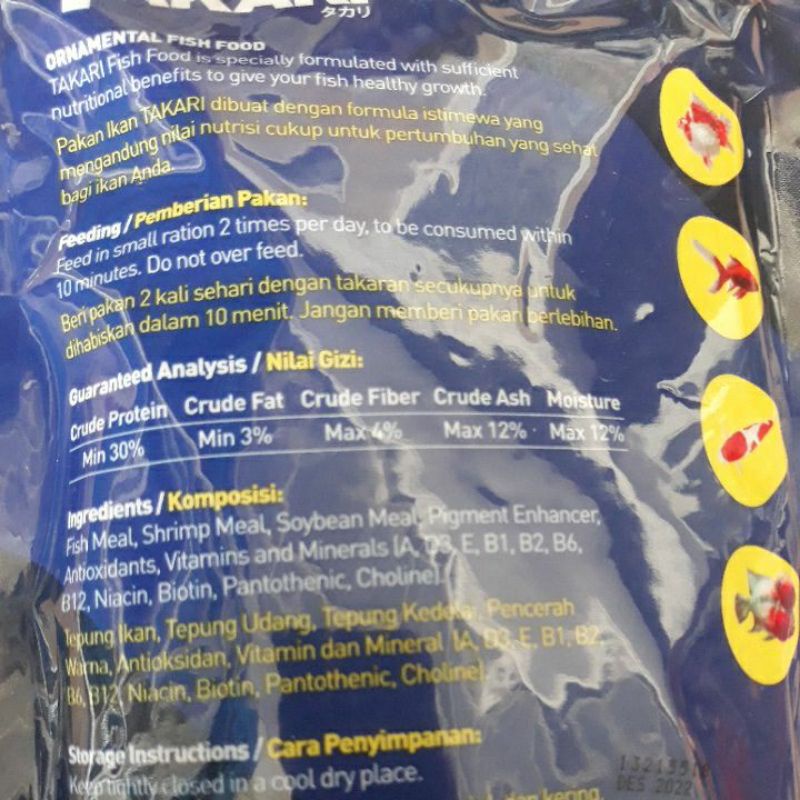 TAKARI
タカリ
ORNAMENTAL FISH FOOD
TAKARI Fish Food is specially formulated with sufficient
nutritional benefits to give your fish healthy growth.
Pakan Ikan TAKARI dibuat dengan formula istimewa yang
mengandung nilai nutrisi cukup untuk pertumbuhan yang sehat
bagi ikan Anda.
Feeding / Pemberian Pakan:
Feed in small ration 2 times per day, to be consumed within
10 minutes. Do not over feed.
Beri pakan 2 kali sehari dengan takaran secukupnya untuk
dihabiskan dalam 10 menit. Jangan memberi pakan berlebihan.
Guaranteed Analysis / Nilai Gizi:
Crude Protein Crude Fat Crude Fiber Crude Ash Moisture
Min 30% Min 3% Max 4% Max 12% Max 12%
Ingredients / Komposisi:
Fish Meal, Shrimp Meal, Soybean Meal, Pigment Enhancer,
Antioxidants, Vitamins and Minerals (A, D3, E, B1, B2, B6,
B12, Niacin, Biotin, Pantothenic, Choline).
Tepung Ikan, Tepung Udang, Tepung Kedelai, Pencerah
Warna, Antioksidan, Vitamin dan Mineral (A, D3, E, B1, B2,
B6, B12, Niacin, Biotin, Pantothenic, Choline).
Storage Instructions / Cara Penyimpanan:
Keep tightly closed in a cool dry place.
dan kering.
DES 2022